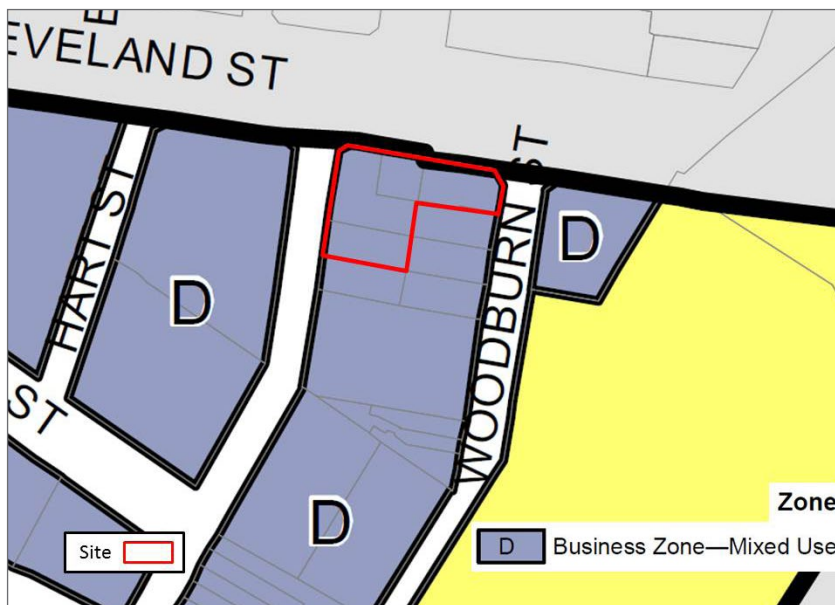 E
EVELAND ST
HART ST
D
D
WOODBURN ST
D
ST
D
Zone
Site
D Business Zone—Mixed Use